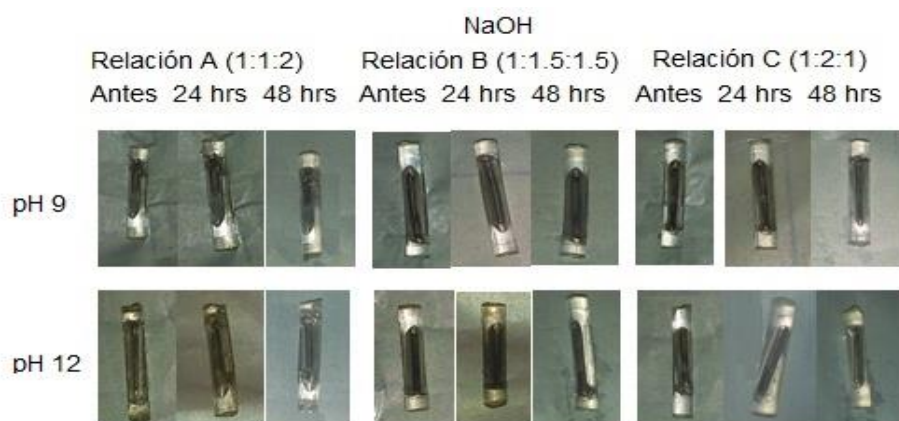 NaOH
Relación A (1:1:2) Relación B (1:1.5:1.5) Relación C (1:2:1)
Antes 24 hrs 48 hrs Antes 24 hrs 48 hrs Antes 24 hrs 48 hrs
pH 9
pH 12